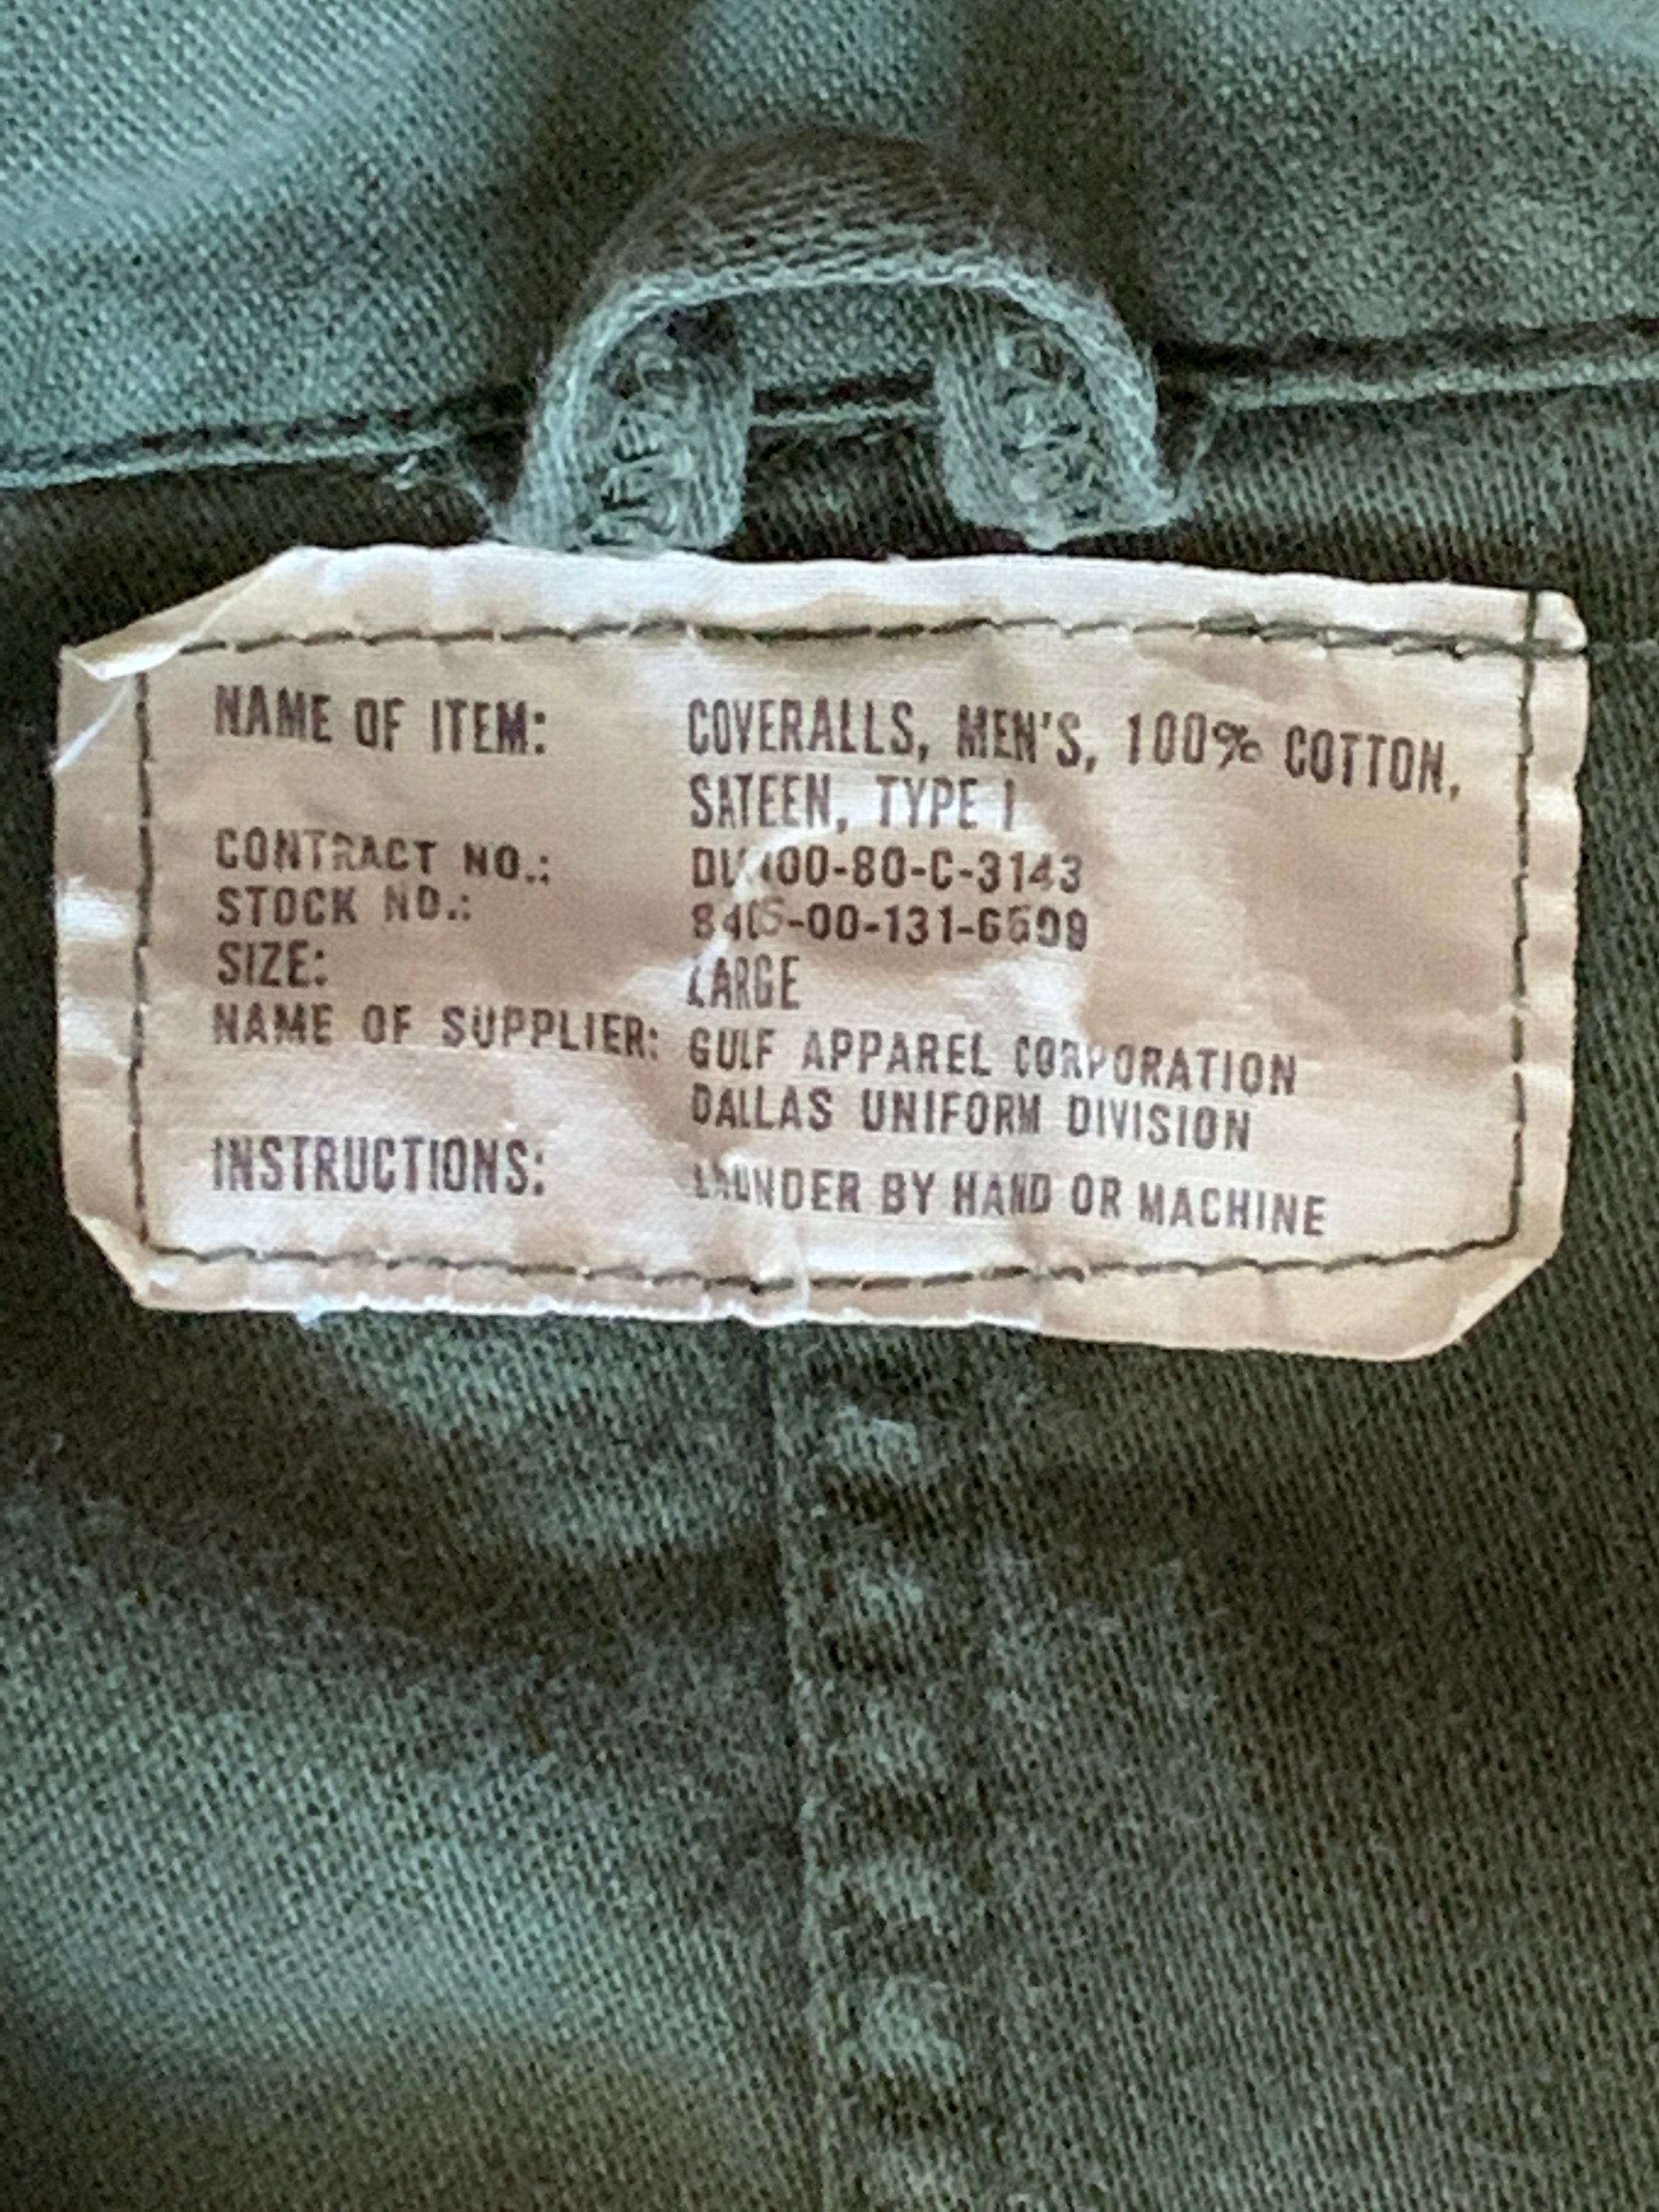 NAME OF ITEM: COVERALLS, MEN'S, 100% COTTON,
SATEEN, TYPE I
CONTRACT NO.:
STOCK NO.:
SIZE: LARGE
NAME OF SUPPLIER: GULF APPAREL CORPORATION
DALLAS UNIFORM DIVISION
INSTRUCTIONS: LAUNDER BY HAND OR MACHINE